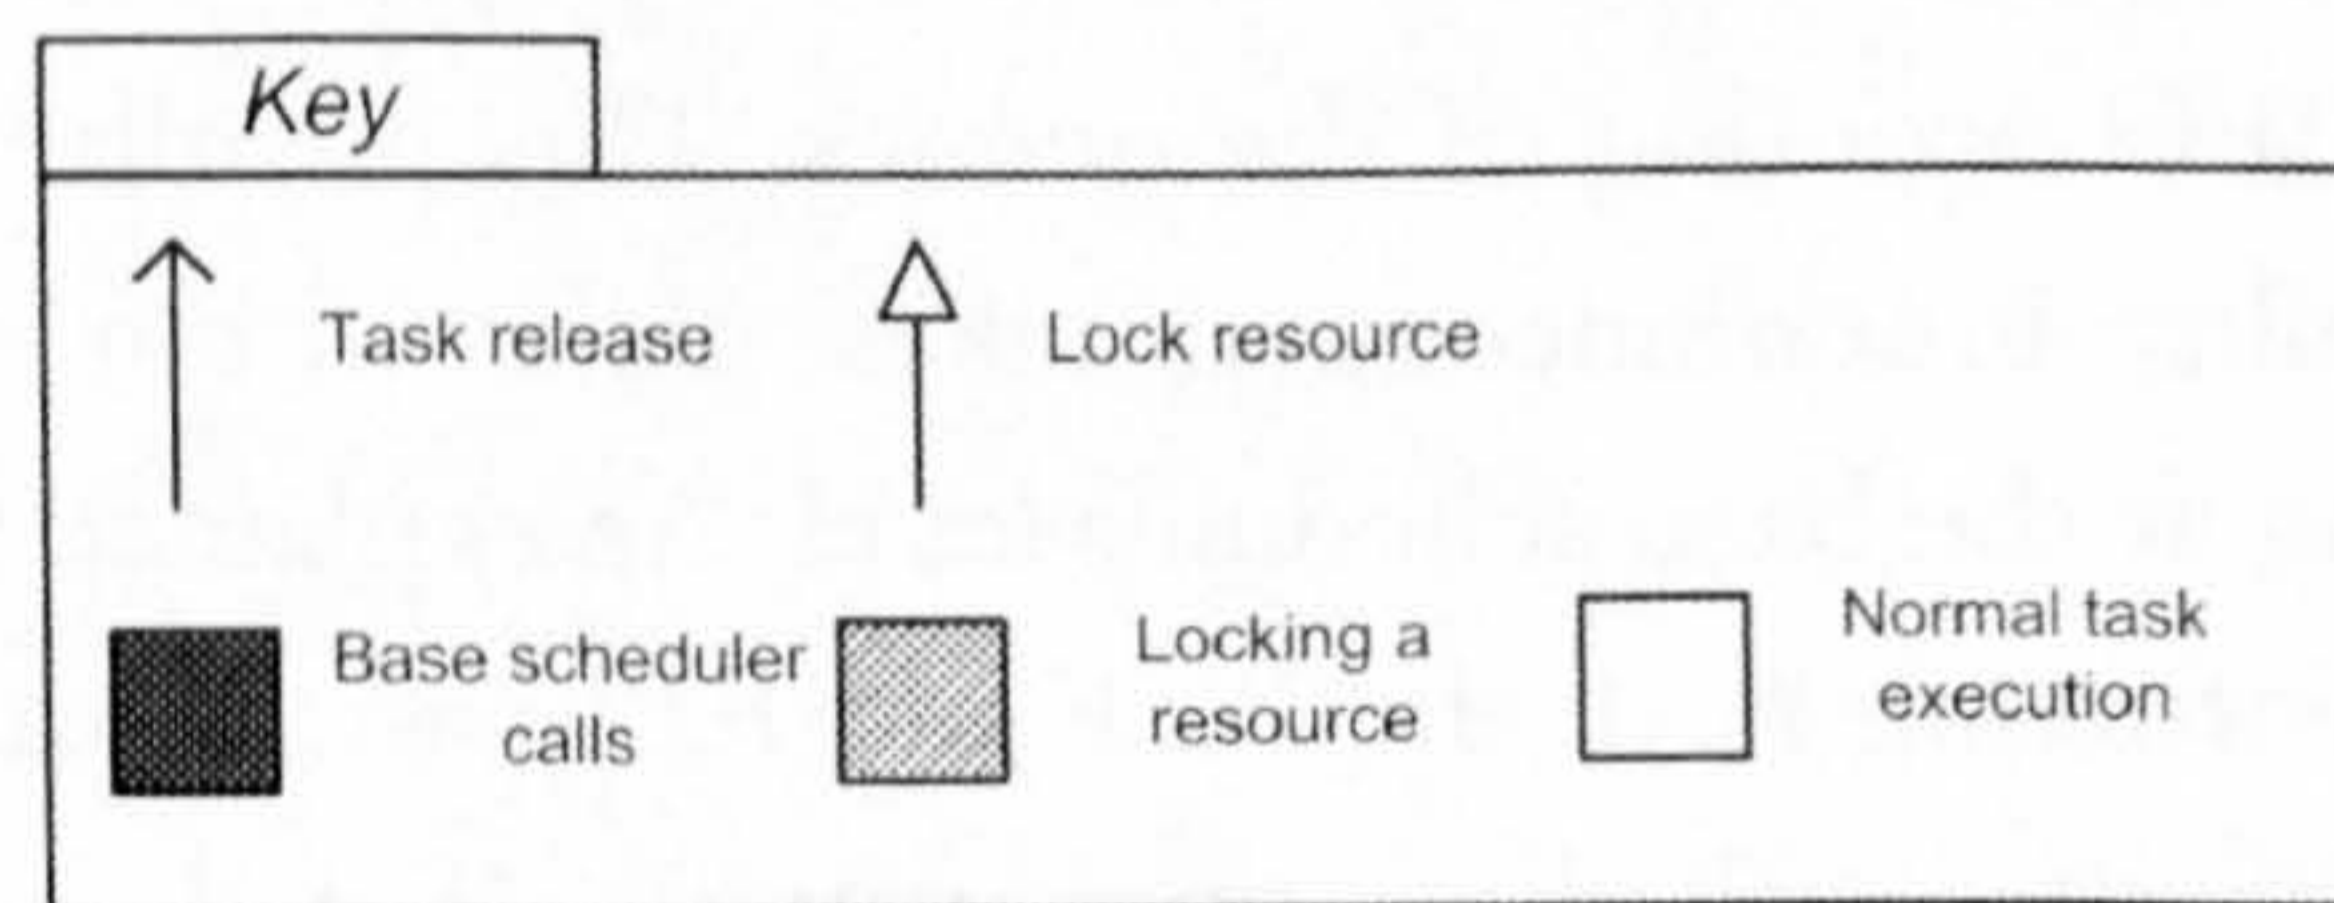 Key
Task release
Lock resource
Base scheduler
calls
Locking a
resource
Normal task
execution